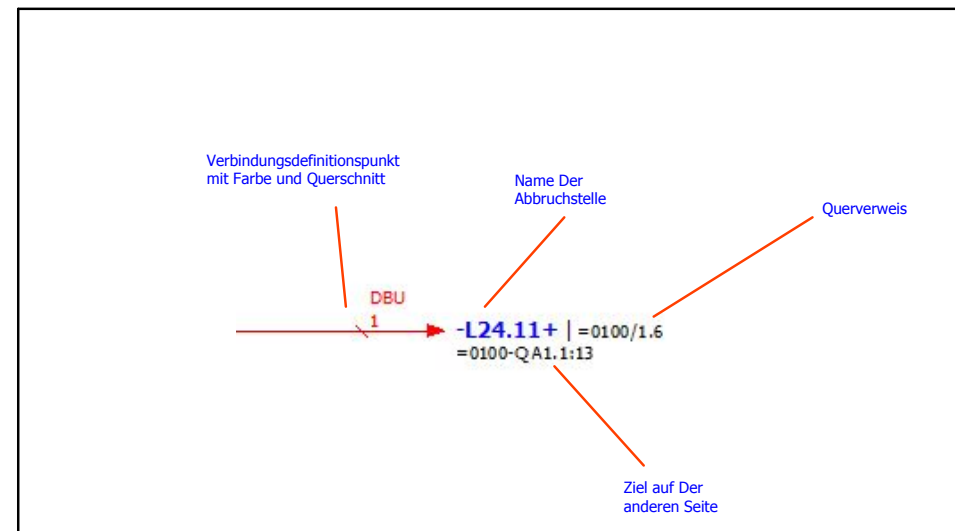 Verbindungsdefinitionspunkt
mit Farbe und Querschnitt
Name Der
Abbruchstelle
Querverweis
DBU
1
-L24.11+ | =0100/1.6
=0100-QA1.1:13
Ziel auf Der
anderen Seite